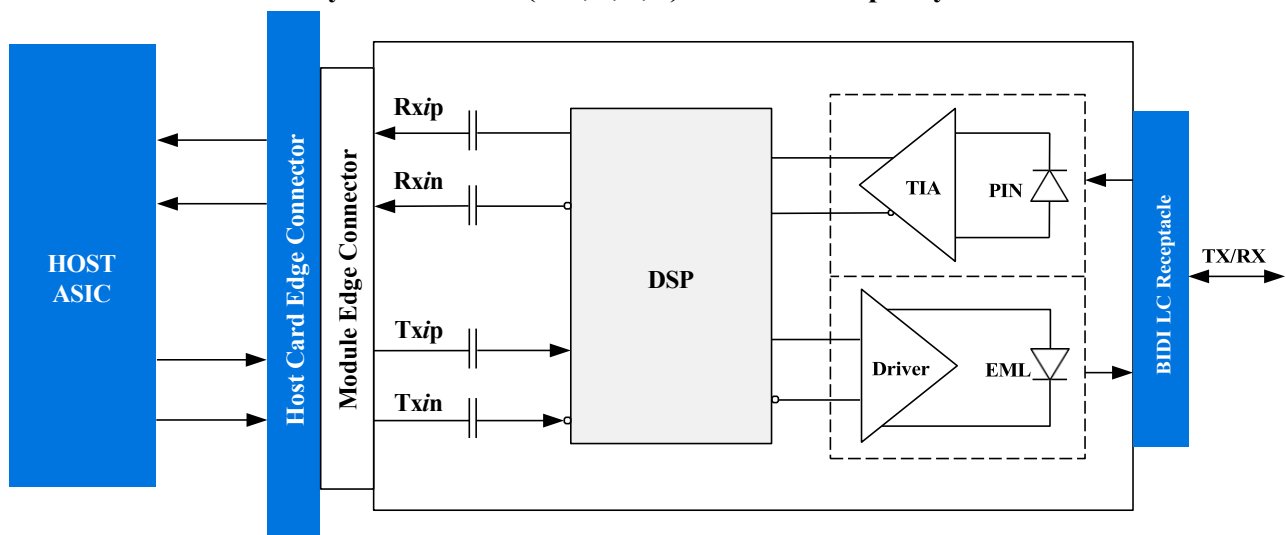 Rxip
Rxin
Txip
Txin
HOST
ASIC
Host Card Edge Connector
Module Edge Connector
DSP
TIA
PIN
Driver
EML
BIDI LC Receptacle
TX/RX